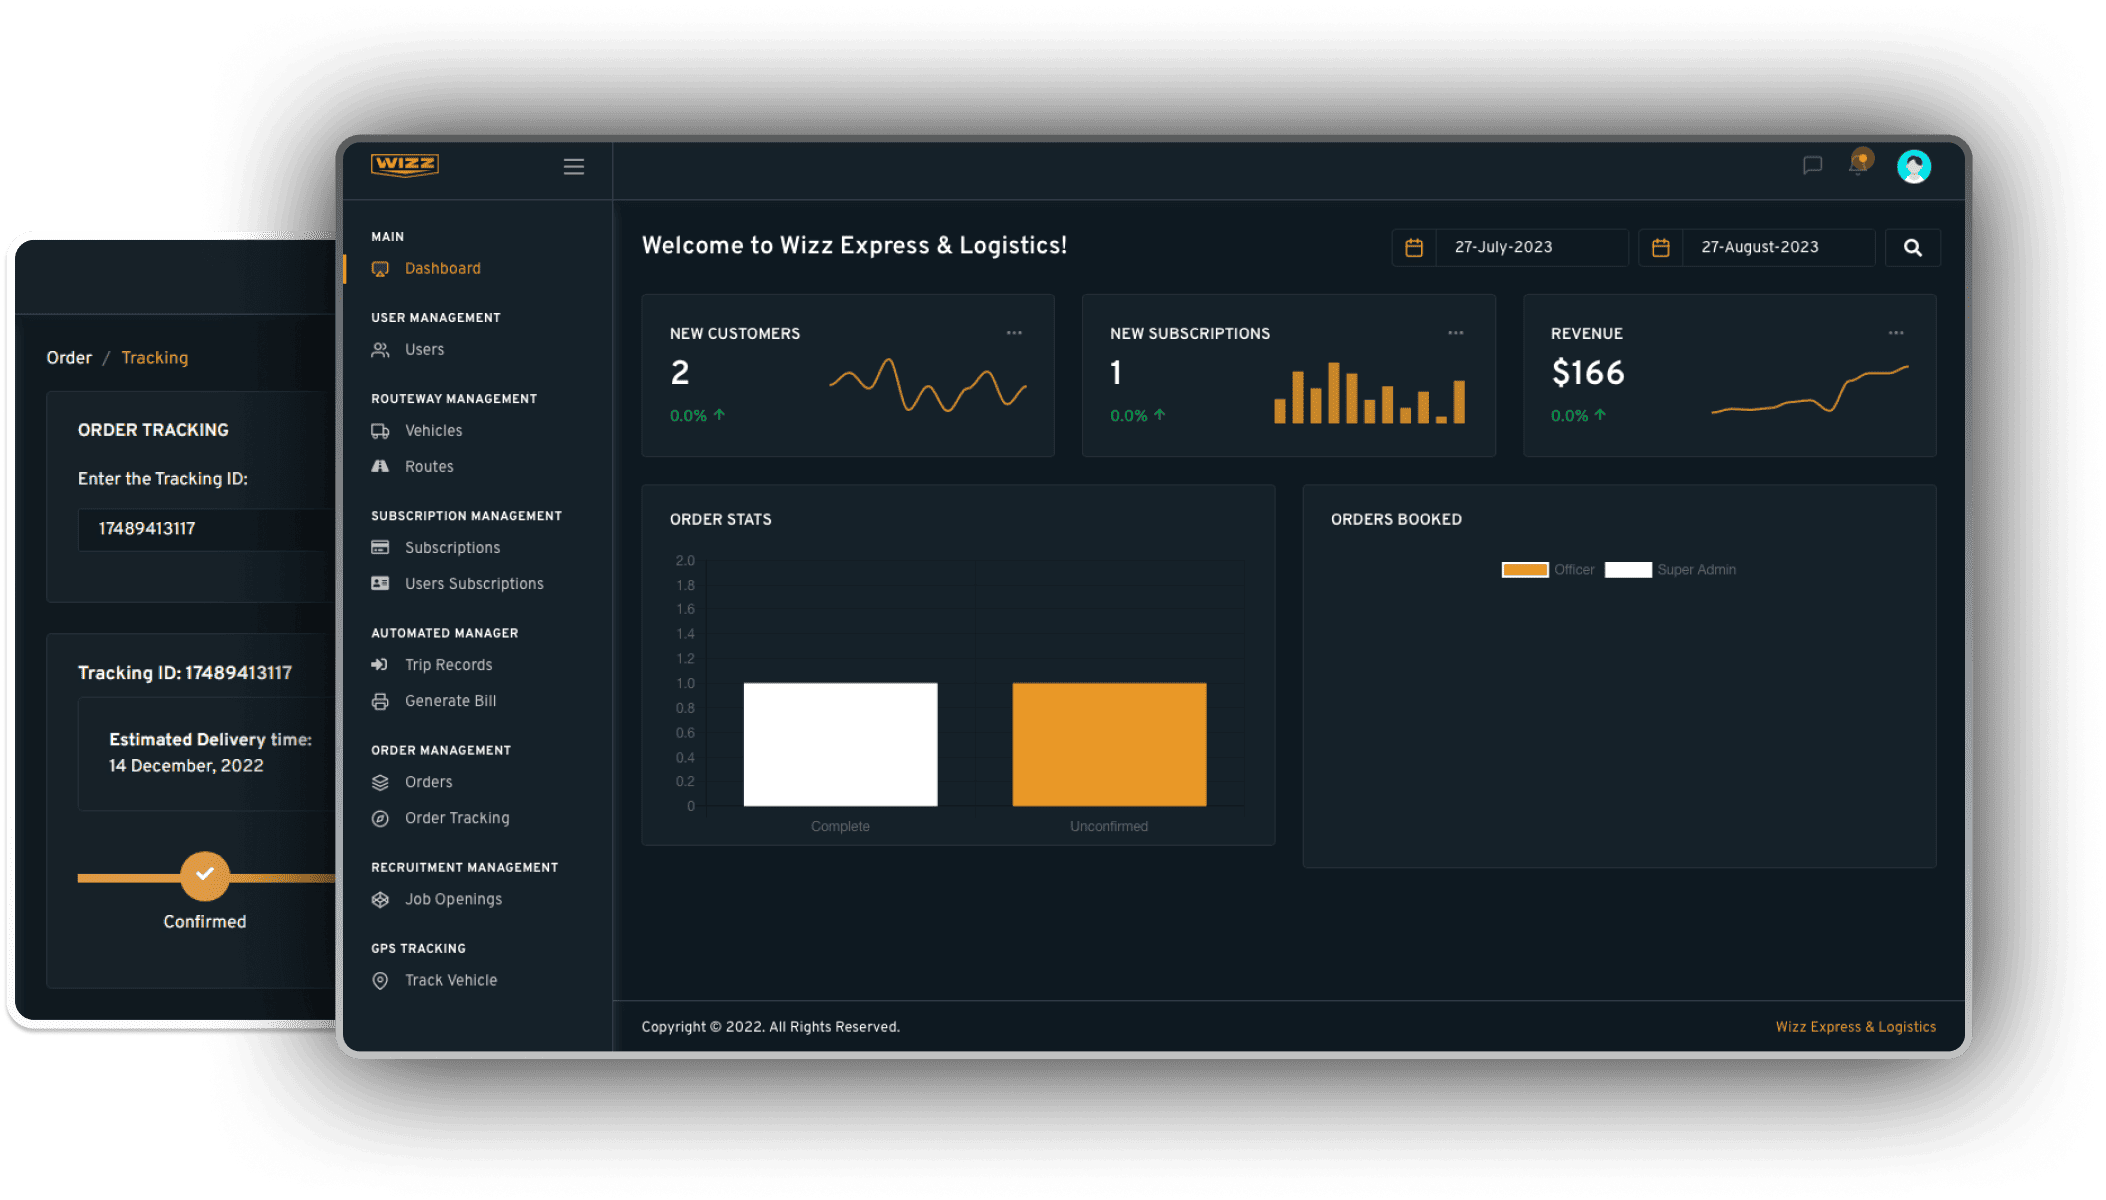 Order / Tracking
ORDER TRACKING
Enter the Tracking ID:
17489413117
Tracking ID: 17489413117
Estimated Delivery time:
14 December, 2022
Confirmed
WIZZ
MAIN
Dashboard
USER MANAGEMENT
Users
ROUTEWAY MANAGEMENT
Vehicles
Routes
SUBSCRIPTION MANAGEMENT
Subscriptions
Users Subscriptions
AUTOMATED MANAGER
Trip Records
Generate Bill
ORDER MANAGEMENT
Orders
Order Tracking
RECRUITMENT MANAGEMENT
Job Openings
GPS TRACKING
Track Vehicle
Welcome to Wizz Express & Logistics!
27-July-2023
27-August-2023
NEW CUSTOMERS
2
0.0%
NEW SUBSCRIPTIONS
1
0.0%
REVENUE
$166
0.0%
ORDER STATS
2.0
1.8
1.6
1.4
1.2
1.0
0.8
0.6
0.4
0.2
0
Complete
Unconfirmed
ORDERS BOOKED
Officer
Super Admin
Copyright © 2022. All Rights Reserved.
Wizz Express & Logistics